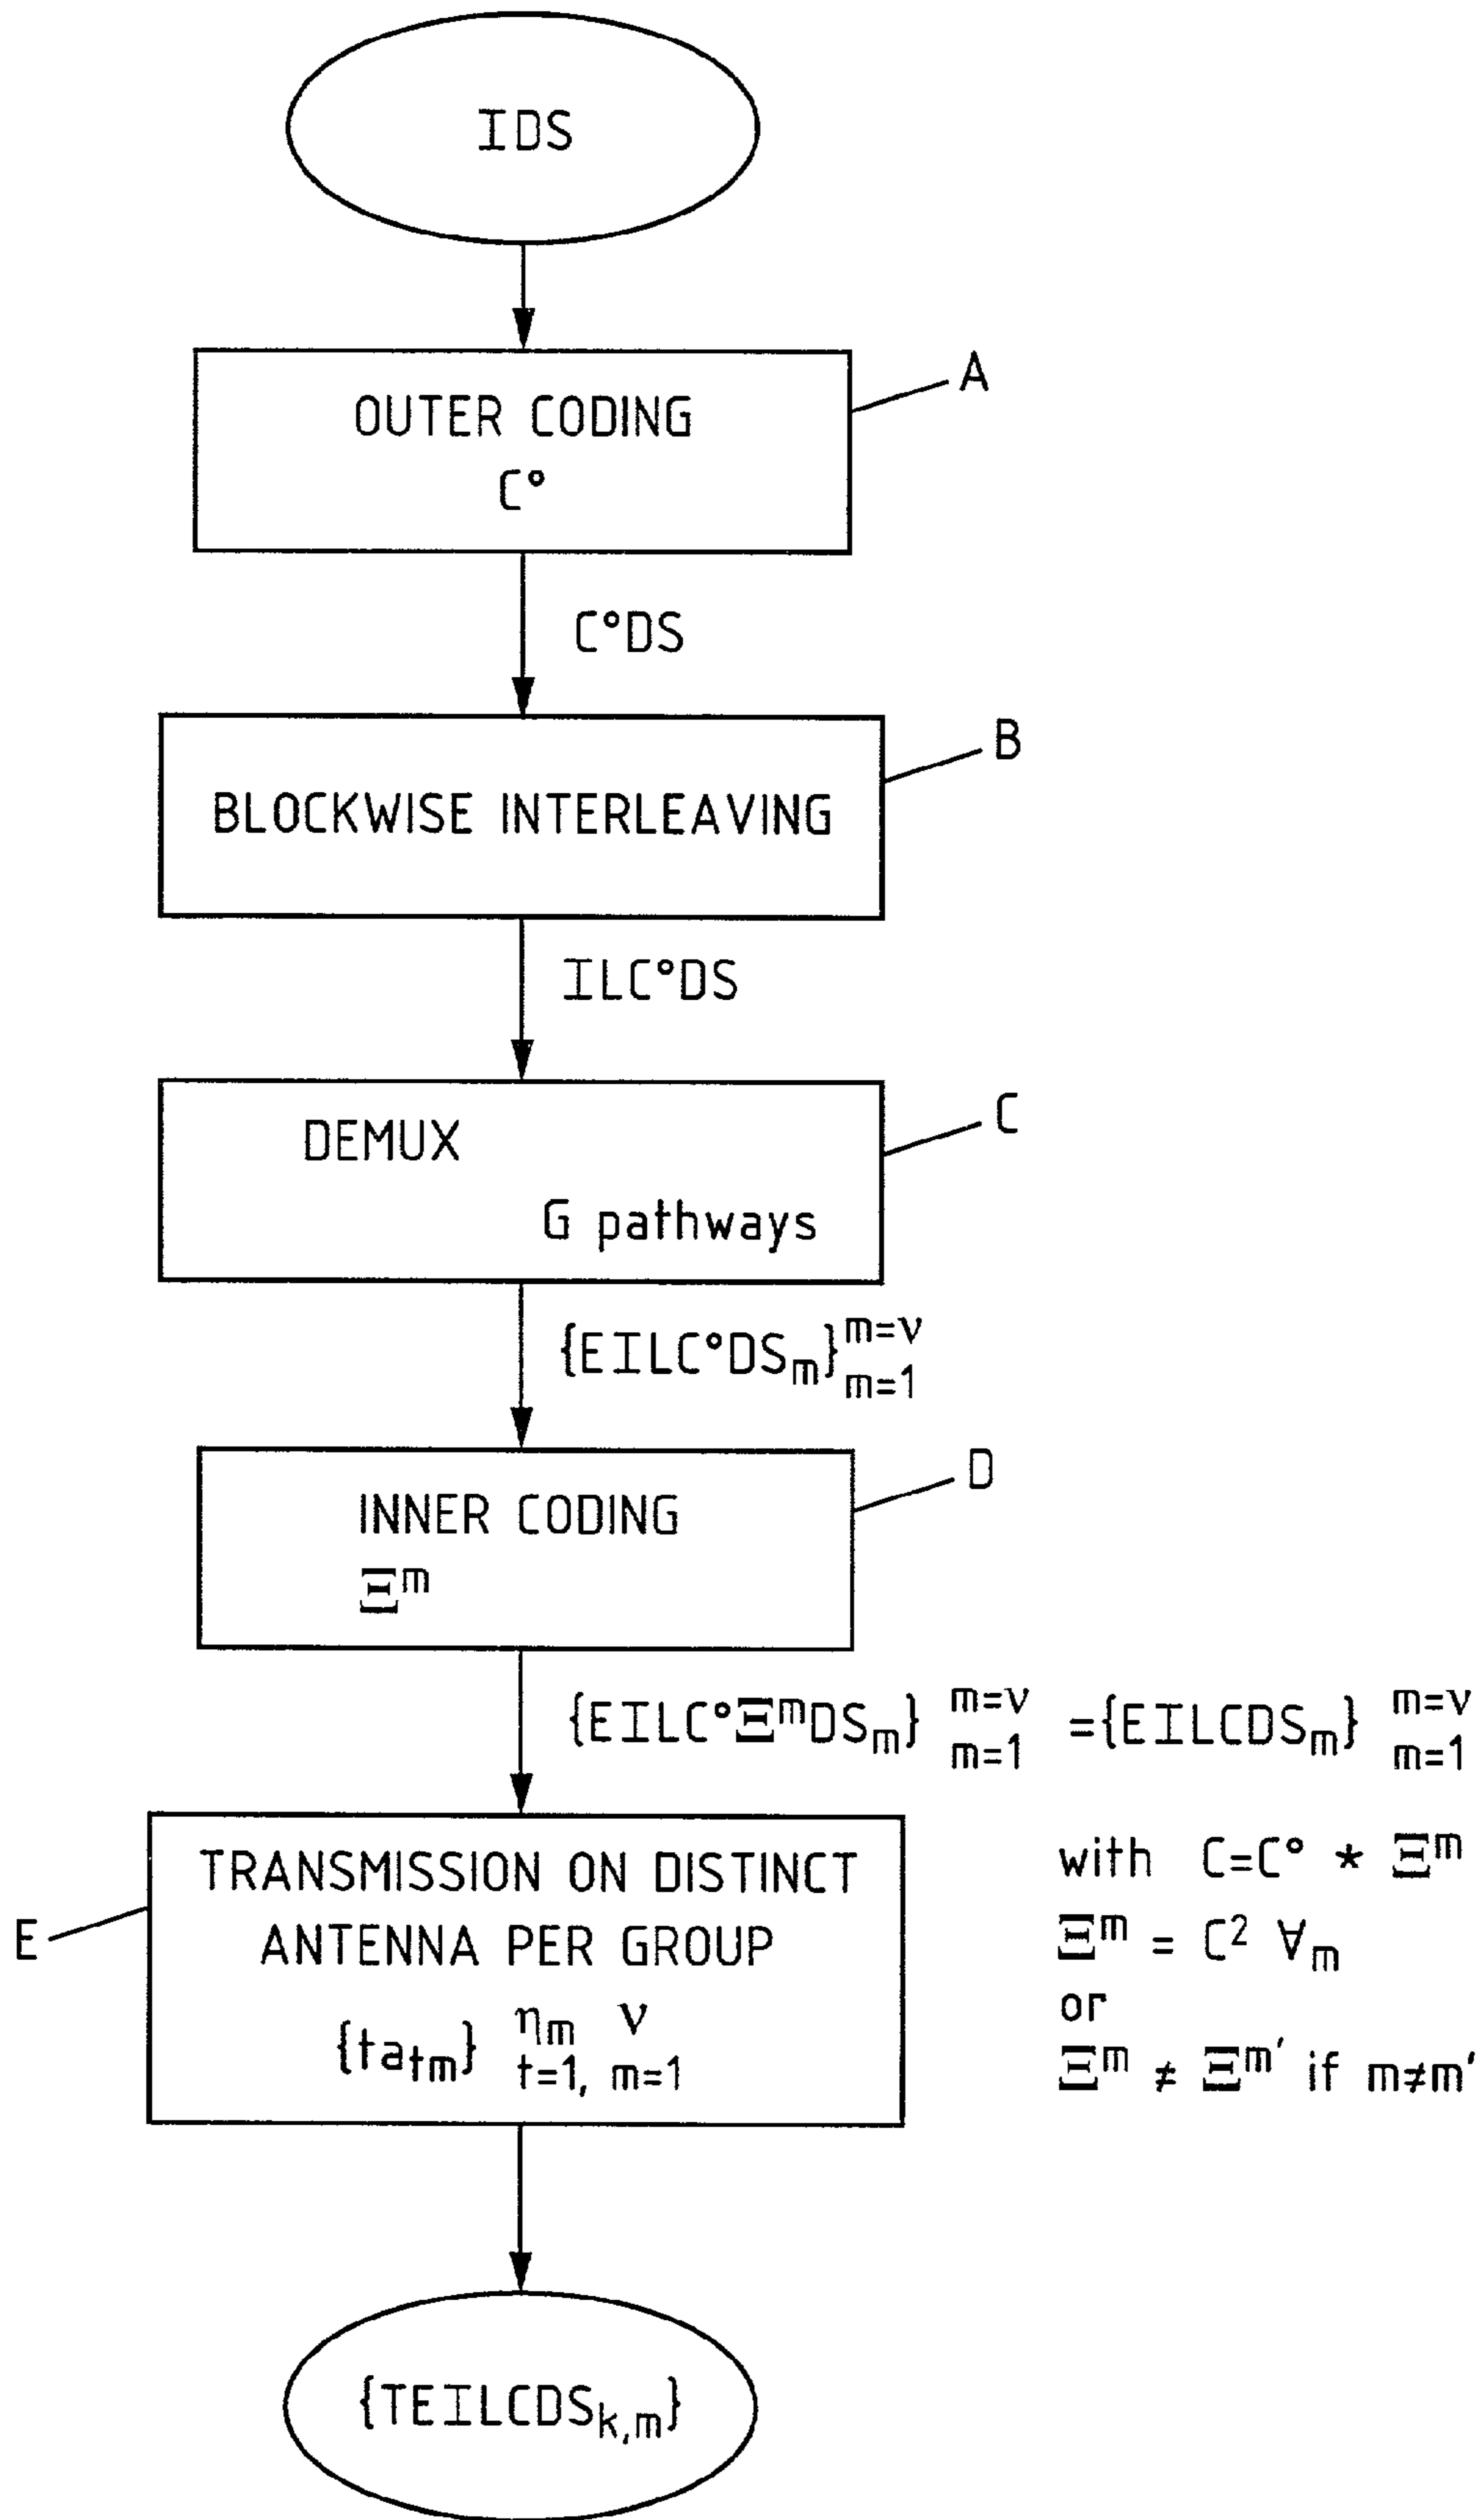 IDS
OUTER CODING
C°
A
C°DS
B
BLOCKWISE INTERLEAVING
ILC°DS
DEMUX
G pathways
C
{EILC°DSₘ} m=ν
m=1
D
INNER CODING
Ξᵐ
{EILC°ΞᵐDSₘ} m=ν ={EILCDSₘ} m=ν
m=1 m=1
TRANSMISSION ON DISTINCT
ANTENNA PER GROUP
{taₜₘ} ηₘ ν
t=1, m=1
E
with C=C° * Ξᵐ
Ξᵐ = C² ∀ₘ
or
Ξᵐ ≠ Ξᵐ′ if m≠m′
{TEILCDSₖ,ₘ}